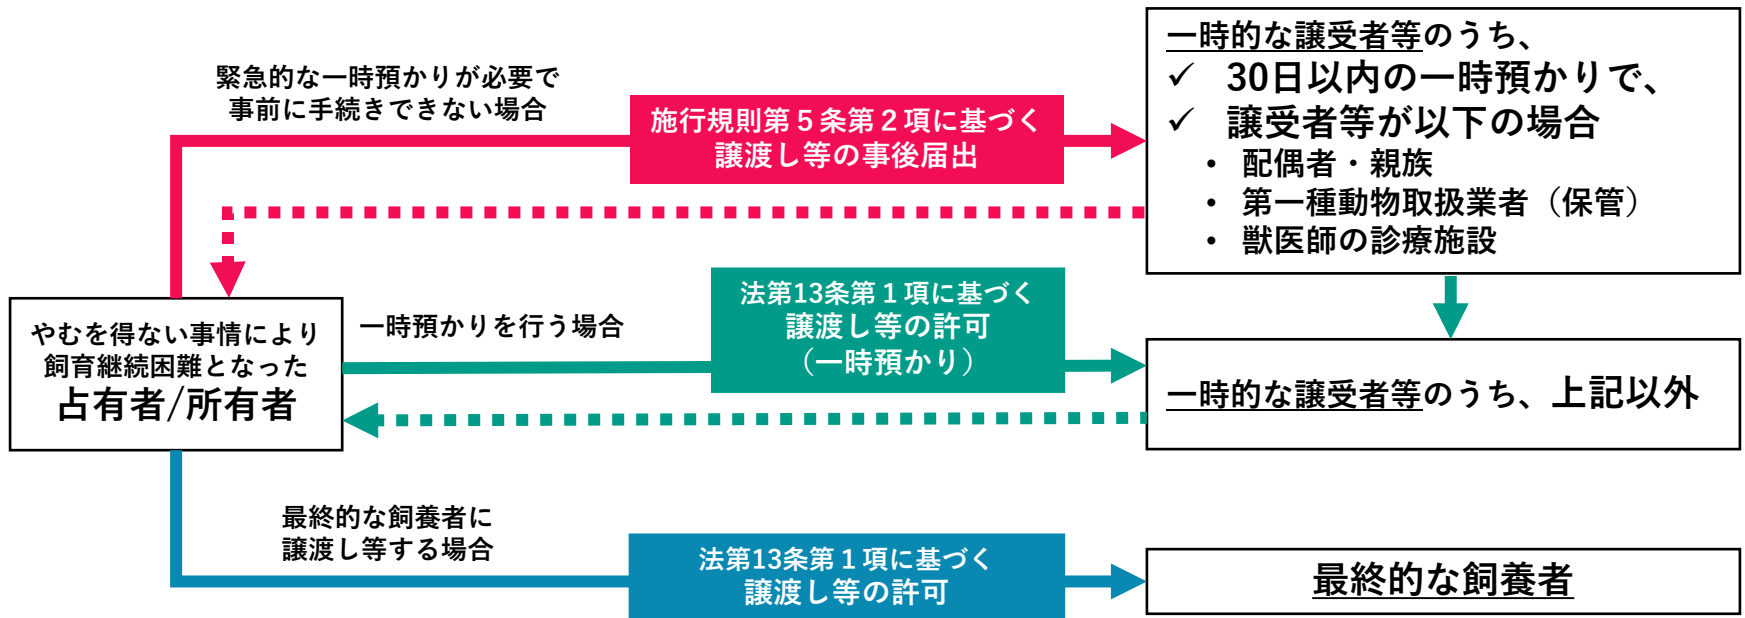 緊急的な一時預かりが必要で
事前に手続きできない場合
施行規則第５条第２項に基づく
譲渡し等の事後届出
一時的な譲受者等のうち、
✓ 30日以内の一時預かりで、
✓ 譲受者等が以下の場合
・ 配偶者・親族
・ 第一種動物取扱業者（保管）
・ 獣医師の診療施設
やむを得ない事情により
飼育継続困難となった
占有者/所有者
一時預かりを行う場合
法第13条第１項に基づく
譲渡し等の許可
（一時預かり）
一時的な譲受者等のうち、上記以外
最終的な飼養者に
譲渡し等する場合
法第13条第１項に基づく
譲渡し等の許可
最終的な飼養者